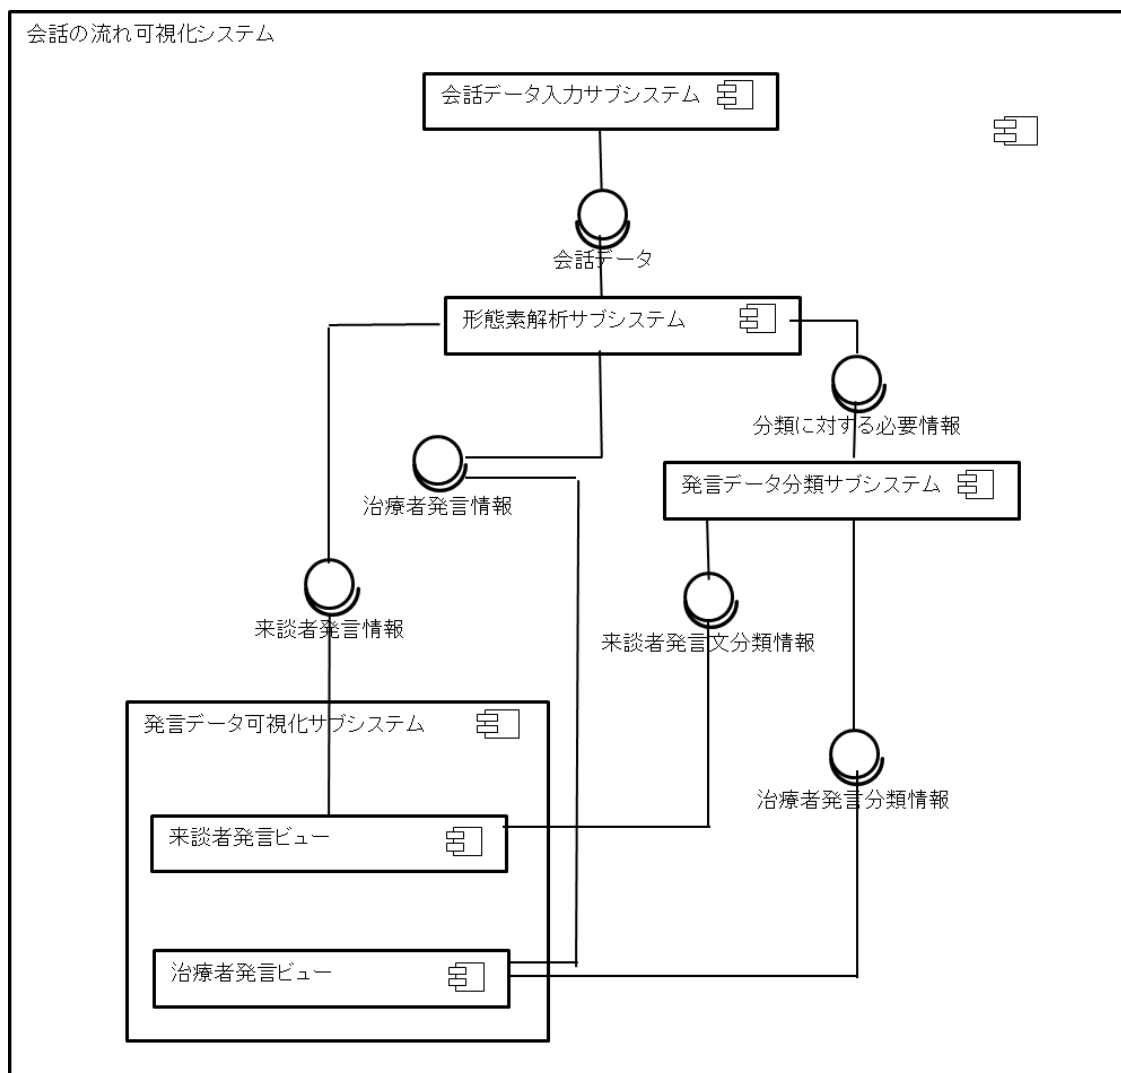 会話の流れ可視化システム
会話データ入力サブシステム
会話データ
形態素解析サブシステム
分類に対する必要情報
発言データ分類サブシステム
治療者発言情報
来談者発言情報
来談者発言文分類情報
発言データ可視化サブシステム
治療者発言分類情報
来談者発言ビュー
治療者発言ビュー